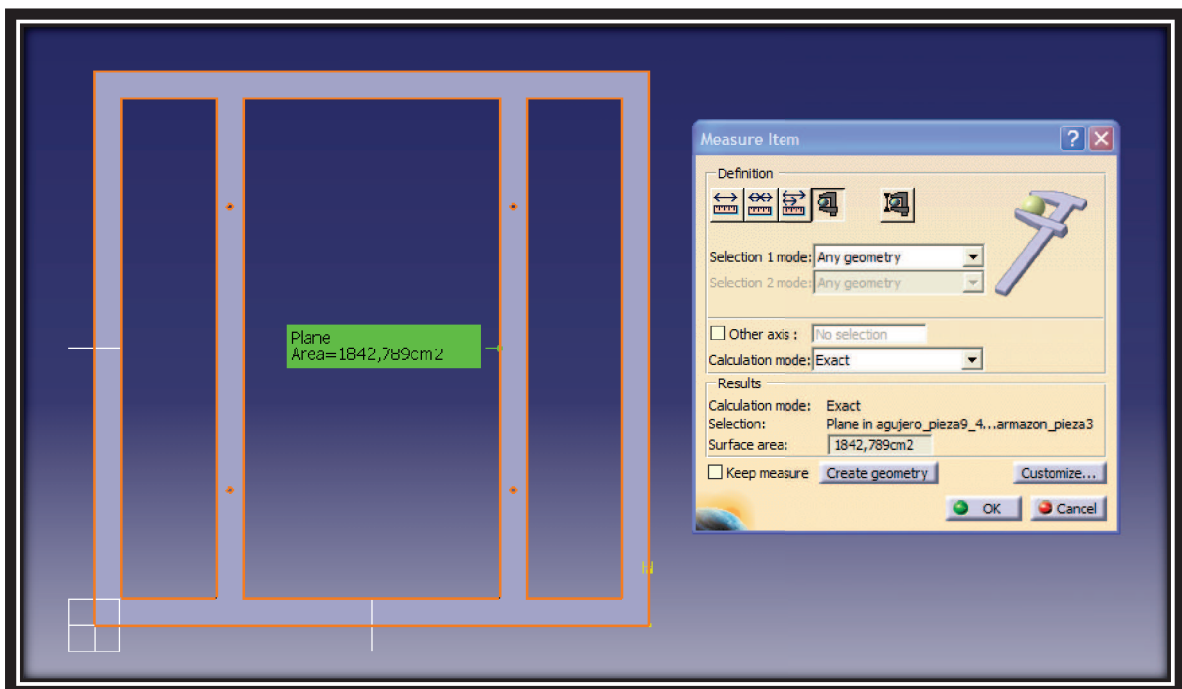 Plane
Area=1842,789cm2
Measure Item
Definition
Selection 1 mode: Any geometry
Selection 2 mode: Any geometry
Other axis : No selection
Calculation mode: Exact
Results
Calculation mode: Exact
Selection: Plane in agujero_pieza9_4...armazon_pieza3
Surface area: 1842,789cm2
Keep measure Create geometry Customize...
OK Cancel